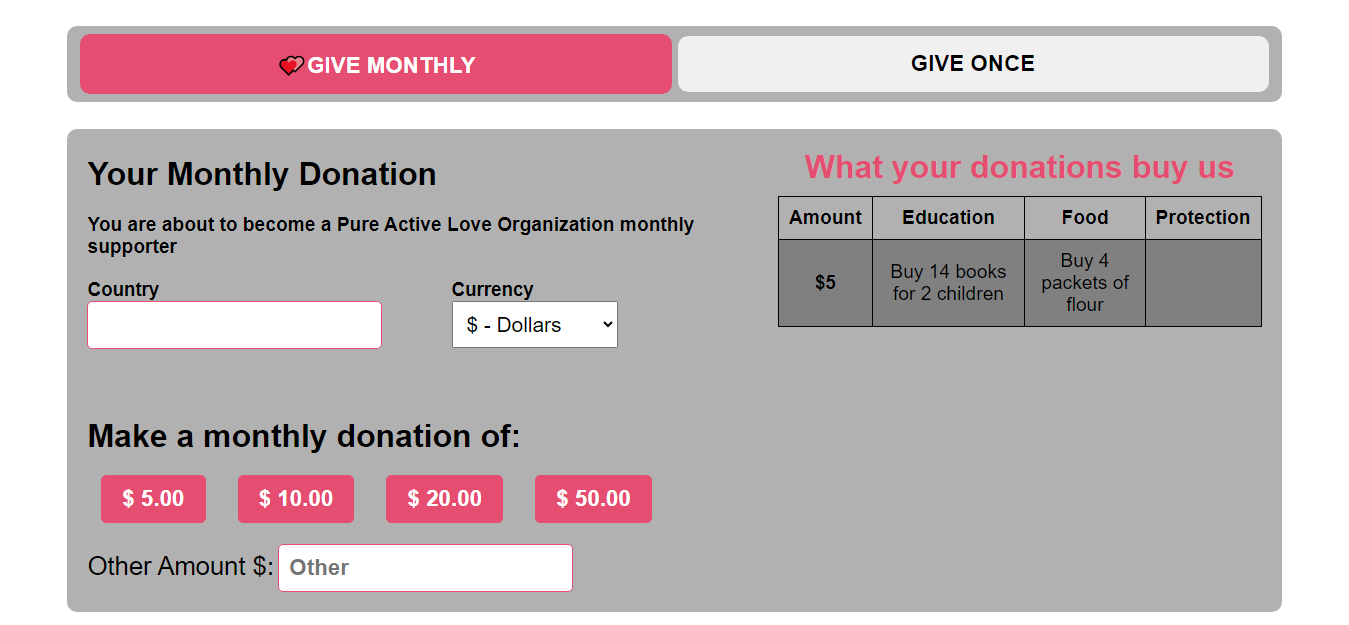 GIVE MONTHLY
GIVE ONCE
Your Monthly Donation
You are about to become a Pure Active Love Organization monthly
supporter
Country
Currency
$ - Dollars
Make a monthly donation of:
$ 5.00
$ 10.00
$ 20.00
$ 50.00
Other Amount $:
Other
What your donations buy us
Amount
Education
Food
Protection
$5
Buy 14 books
for 2 children
Buy 4
packets of
flour